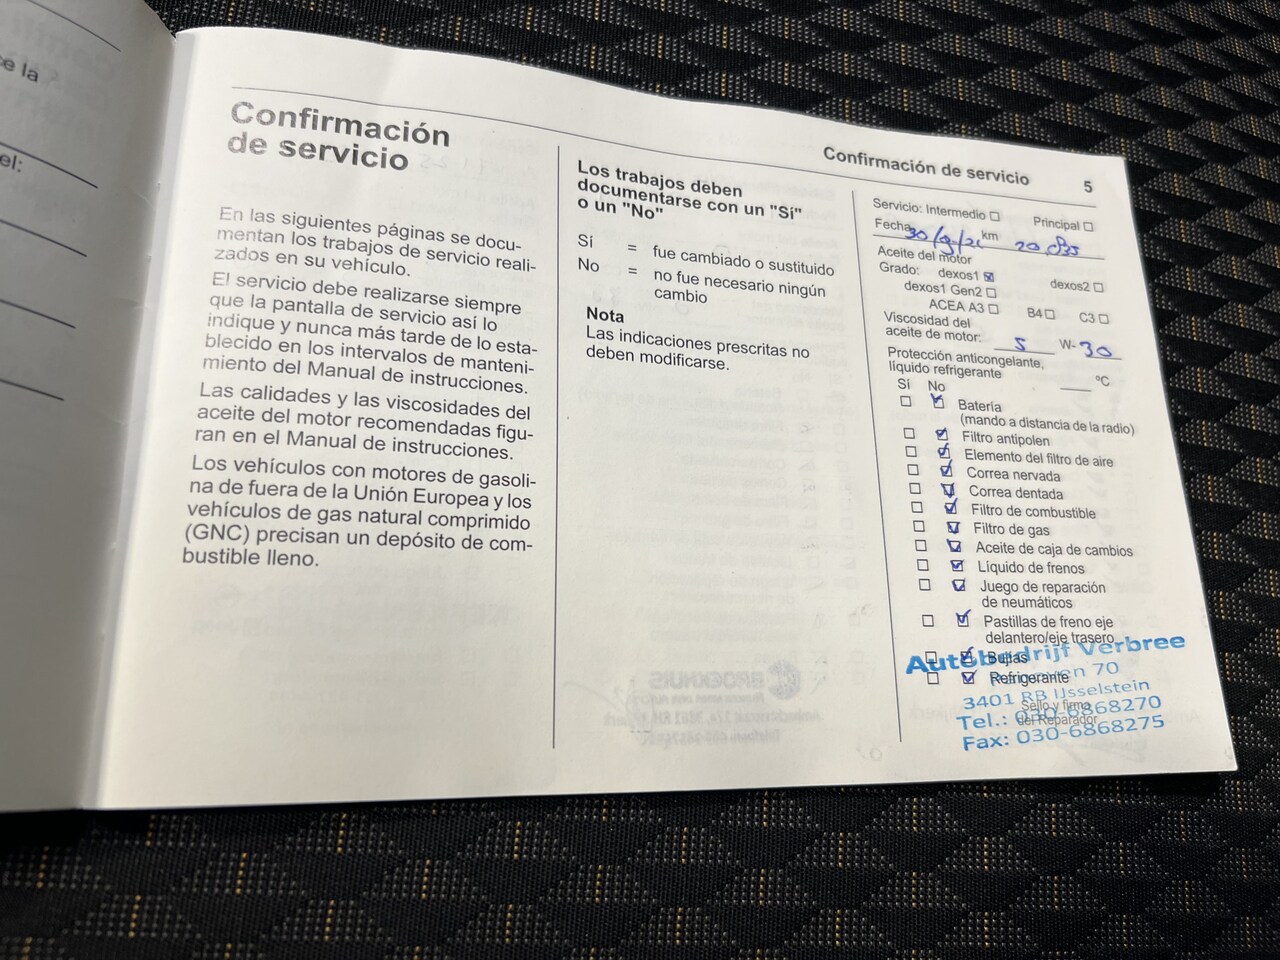 e la
el:
Confirmación
de servicio
En las siguientes páginas se docu-
mentan los trabajos de servicio reali-
zados en su vehículo.
El servicio debe realizarse siempre
que la pantalla de servicio así lo
indique y nunca más tarde de lo esta-
blecido en los intervalos de manteni-
miento del Manual de instrucciones.
Las calidades y las viscosidades del
aceite del motor recomendadas figu-
ran en el Manual de instrucciones.
Los vehículos con motores de gasoli-
na de fuera de la Unión Europea y los
vehículos de gas natural comprimido
(GNC) precisan un depósito de com-
bustible lleno.
Los trabajos deben
documentarse con un "Sí"
o un "No"
Sí = fue cambiado o sustituido
No = no fue necesario ningún
cambio
Nota
Las indicaciones prescritas no
deben modificarse.
Confirmación de servicio 5
Servicio: Intermedio Principal
Fecha km
Aceite del motor
Grado: dexos1 dexos2
dexos1 Gen2
ACEA A3 B4 C3
Viscosidad del
aceite de motor: 5 W- 30
Protección anticongelante,
líquido refrigerante °C
Sí No
Batería
(mando a distancia de la radio)
Filtro antipolen
Elemento del filtro de aire
Correa nervada
Correa dentada
Filtro de combustible
Filtro de gas
Aceite de caja de cambios
Líquido de frenos
Juego de reparación
de neumáticos
Pastillas de freno eje
delantero/eje trasero
Bujías
Autobedrijf Verbree
Refrigerante
70
3401 RB IJsselstein
Sello y firma
Tel.: 030-6868270
del Reparador
Fax: 030-6868275